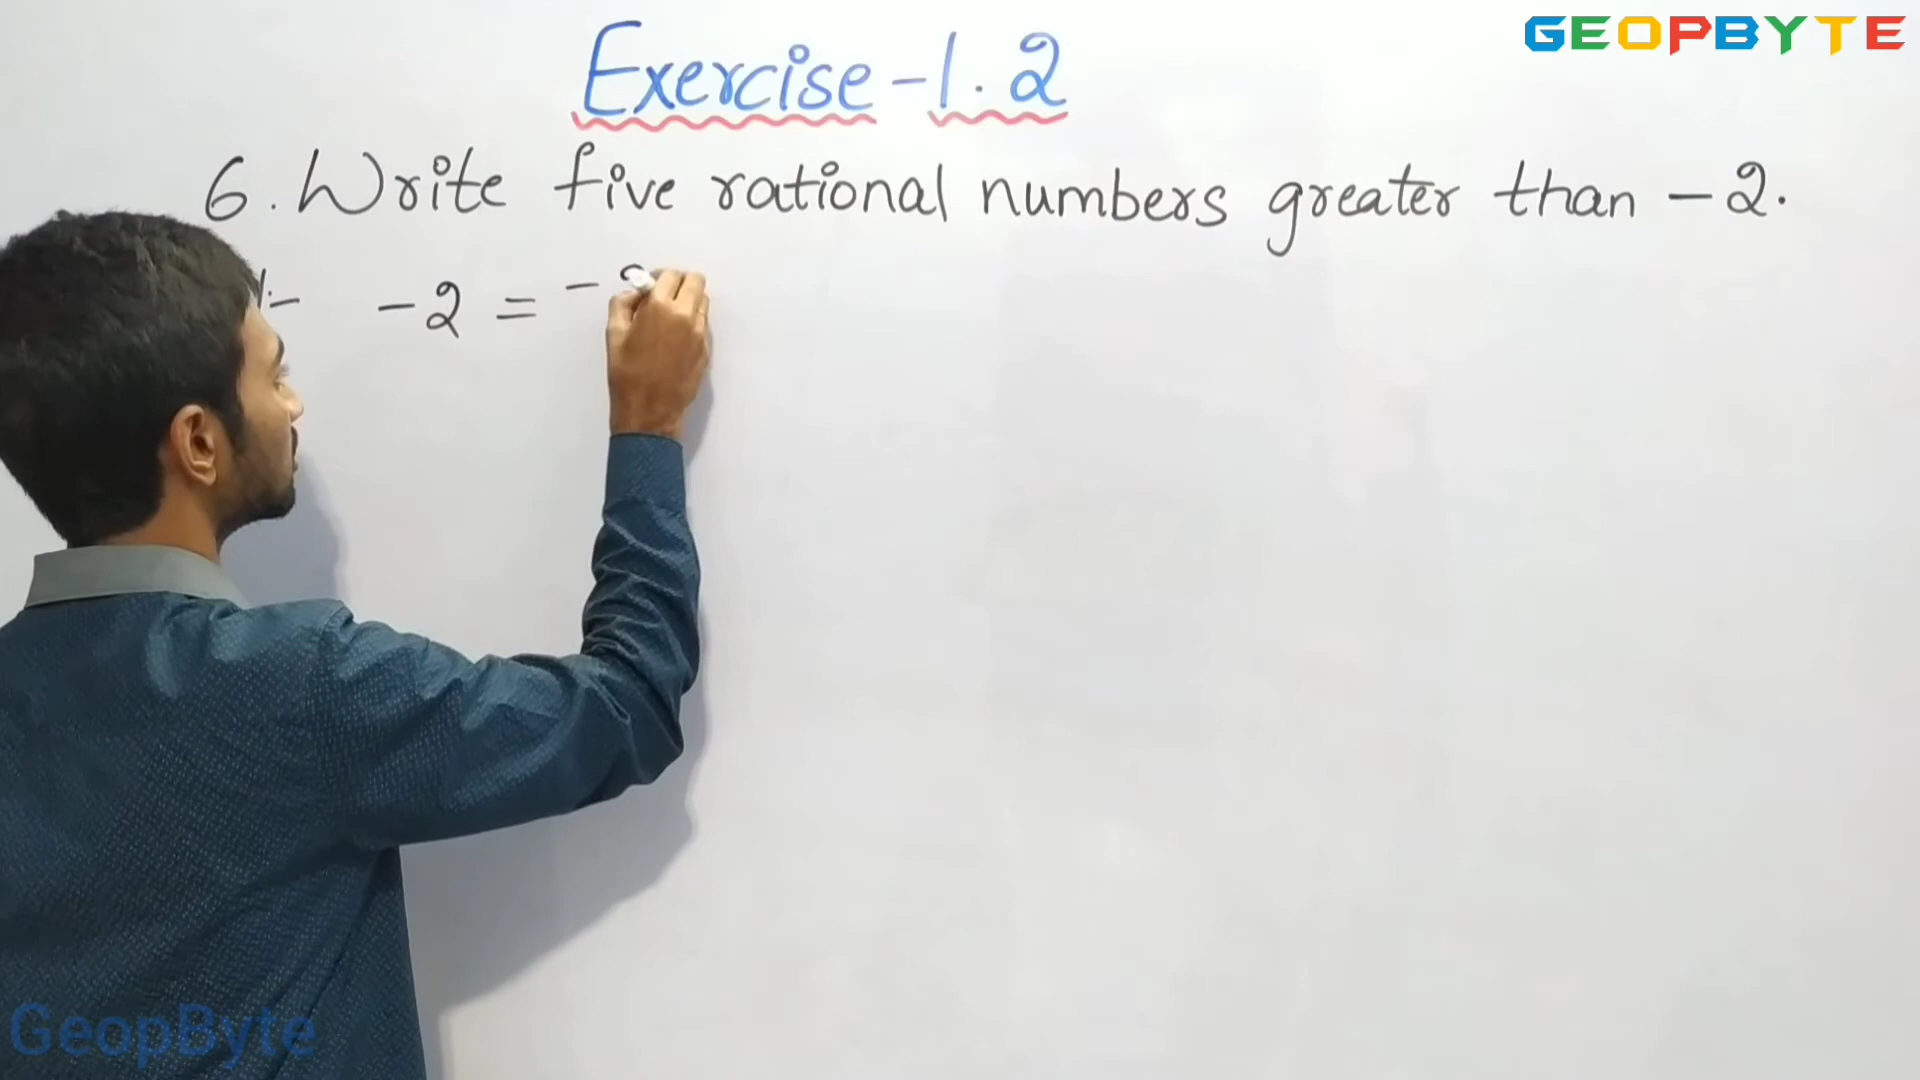 GEOPBYTE
Exercise - 1.2
6. Write five rational numbers greater than -2.
-2 = -
GeopByte